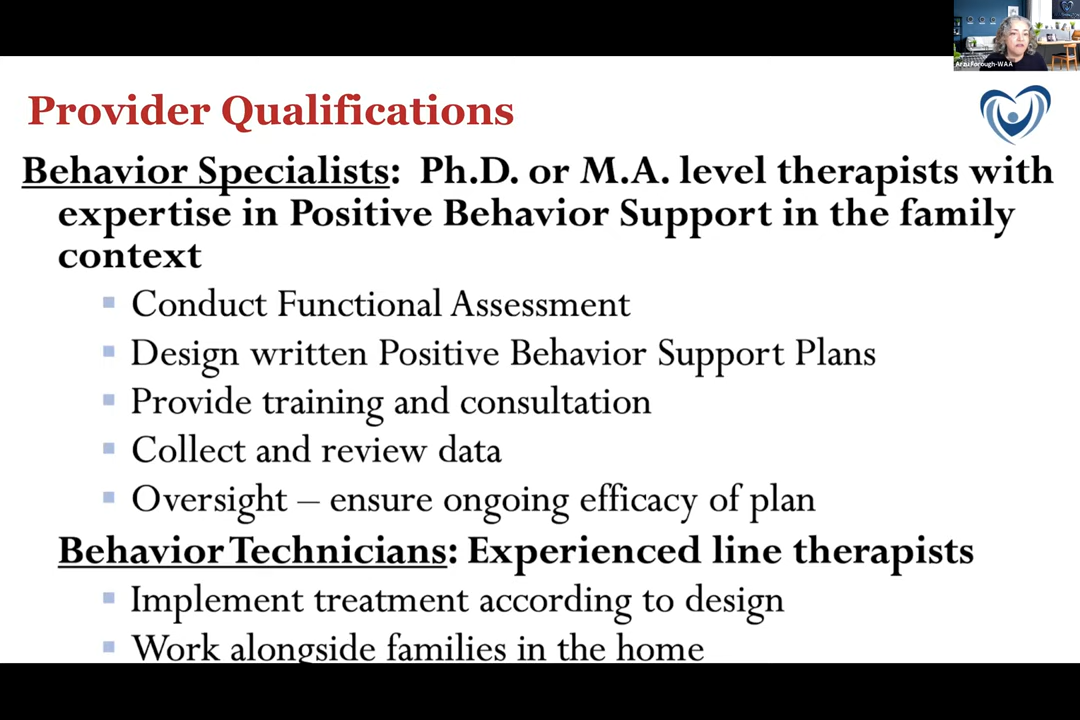 Arzu Forough-WAA
Provider Qualifications
Behavior Specialists: Ph.D. or M.A. level therapists with
expertise in Positive Behavior Support in the family
context
Conduct Functional Assessment
Design written Positive Behavior Support Plans
Provide training and consultation
Collect and review data
Oversight – ensure ongoing efficacy of plan
Behavior Technicians: Experienced line therapists
Implement treatment according to design
Work alongside families in the home